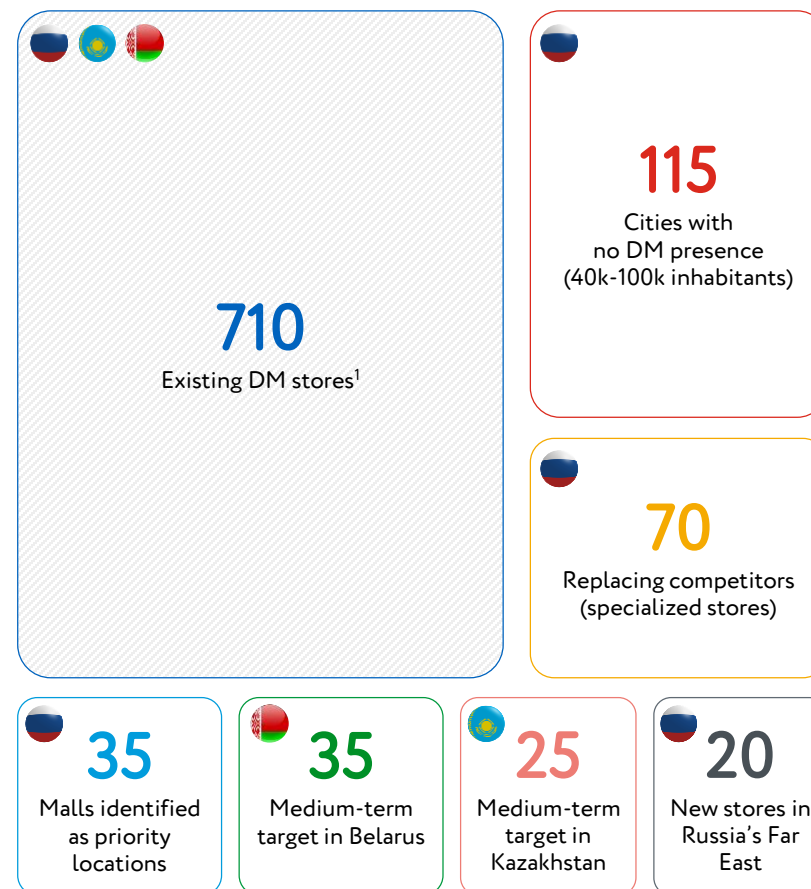 710
Existing DM stores¹
115
Cities with
no DM presence
(40k-100k inhabitants)
70
Replacing competitors
(specialized stores)
35
Malls identified
as priority
locations
35
Medium-term
target in Belarus
25
Medium-term
target in
Kazakhstan
20
New stores in
Russia's Far
East